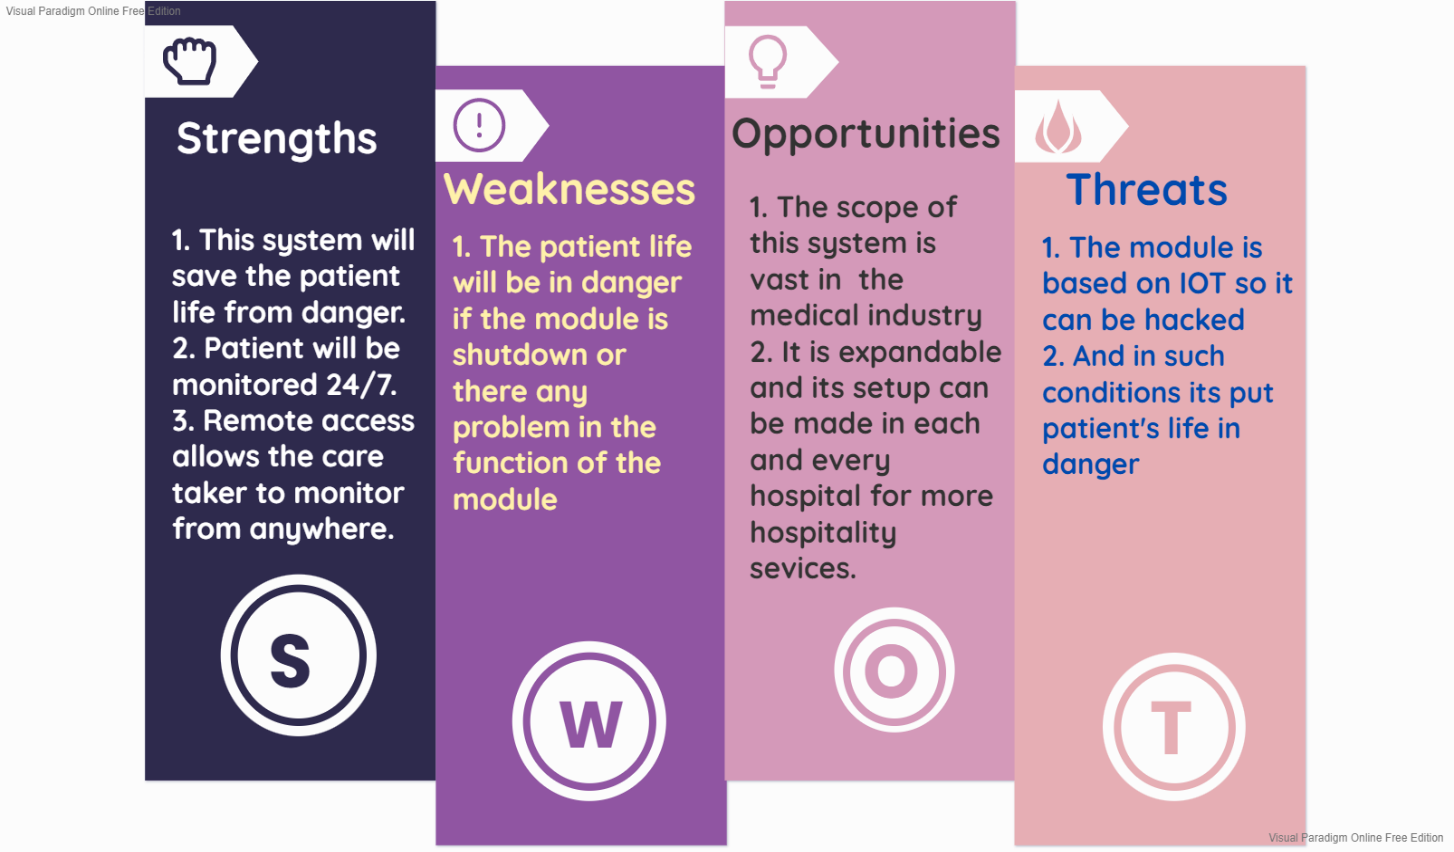 Visual Paradigm Online Free Edition
Strengths
1. This system will
save the patient
life from danger.
2. Patient will be
monitored 24/7.
3. Remote access
allows the care
taker to monitor
from anywhere.
S
Weaknesses
1. The patient life
will be in danger
if the module is
shutdown or
there any
problem in the
function of the
module
W
Opportunities
1. The scope of
this system is
vast in  the
medical industry
2. It is expandable
and its setup can
be made in each
and every
hospital for more
hospitality
sevices.
O
Threats
1. The module is
based on IOT so it
can be hacked
2. And in such
conditions its put
patient's life in
danger
T
Visual Paradigm Online Free Edition